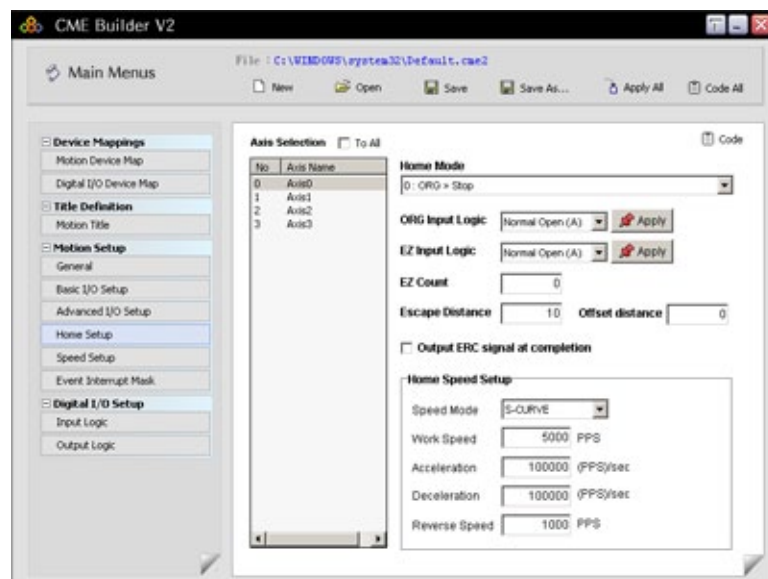 CME Builder V2
Main Menus
File : C:\WINDOWS\system32\Default.cme2
New Open Save Save As... Apply All Code All
Device Mappings
Motion Device Map
Digital I/O Device Map
Title Definition
Motion Title
Motion Setup
General
Basic I/O Setup
Advanced I/O Setup
Home Setup
Speed Setup
Event Interrupt Mask
Digital I/O Setup
Input Logic
Output Logic
Axis Selection To All
Code
No Axis Name
0 Axis0
1 Axis1
2 Axis2
3 Axis3
Home Mode
0 : ORG > Stop
ORG Input Logic Normal Open (A) Apply
EZ Input Logic Normal Open (A) Apply
EZ Count 0
Escape Distance 10 Offset distance 0
Output ERC signal at completion
Home Speed Setup
Speed Mode S-CURVE
Work Speed 5000 PPS
Acceleration 100000 (PPS)/sec
Deceleration 100000 (PPS)/sec
Reverse Speed 1000 PPS